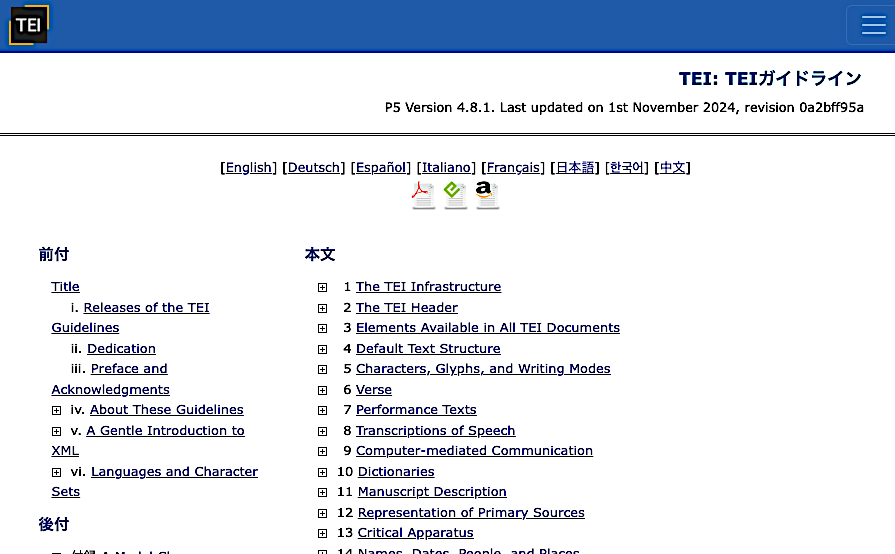 TEI
TEI: TEIガイドライン
P5 Version 4.8.1. Last updated on 1st November 2024, revision 0a2bff95a
[English] [Deutsch] [Español] [Italiano] [Français] [日本語] [한국어] [中文]
前付
Title
i. Releases of the TEI
Guidelines
ii. Dedication
iii. Preface and
Acknowledgments
iv. About These Guidelines
v. A Gentle Introduction to
XML
vi. Languages and Character
Sets
後付
本文
1 The TEI Infrastructure
2 The TEI Header
3 Elements Available in All TEI Documents
4 Default Text Structure
5 Characters, Glyphs, and Writing Modes
6 Verse
7 Performance Texts
8 Transcriptions of Speech
9 Computer-mediated Communication
10 Dictionaries
11 Manuscript Description
12 Representation of Primary Sources
13 Critical Apparatus
14 Names, Dates, People, and Places